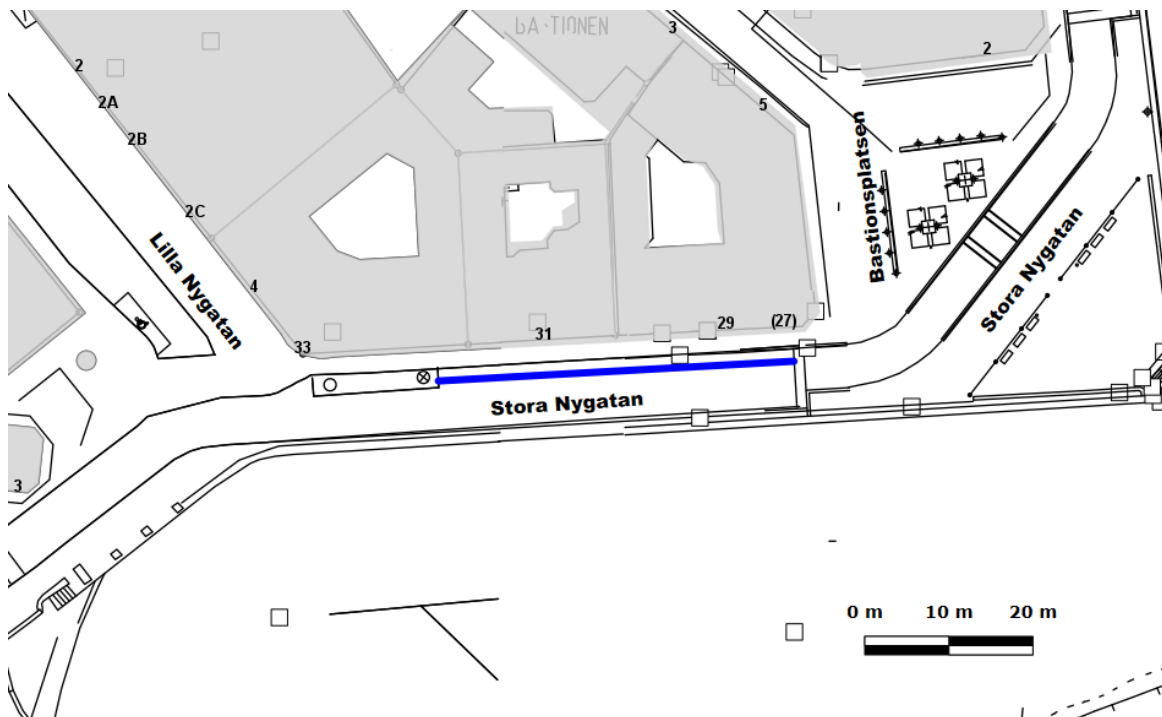 3
2
2
2A
5
2B
Bastionsplatsen
2C
Lilla Nygatan
Stora Nygatan
4
29
(27)
31
33
Stora Nygatan
3
0 m 10 m 20 m